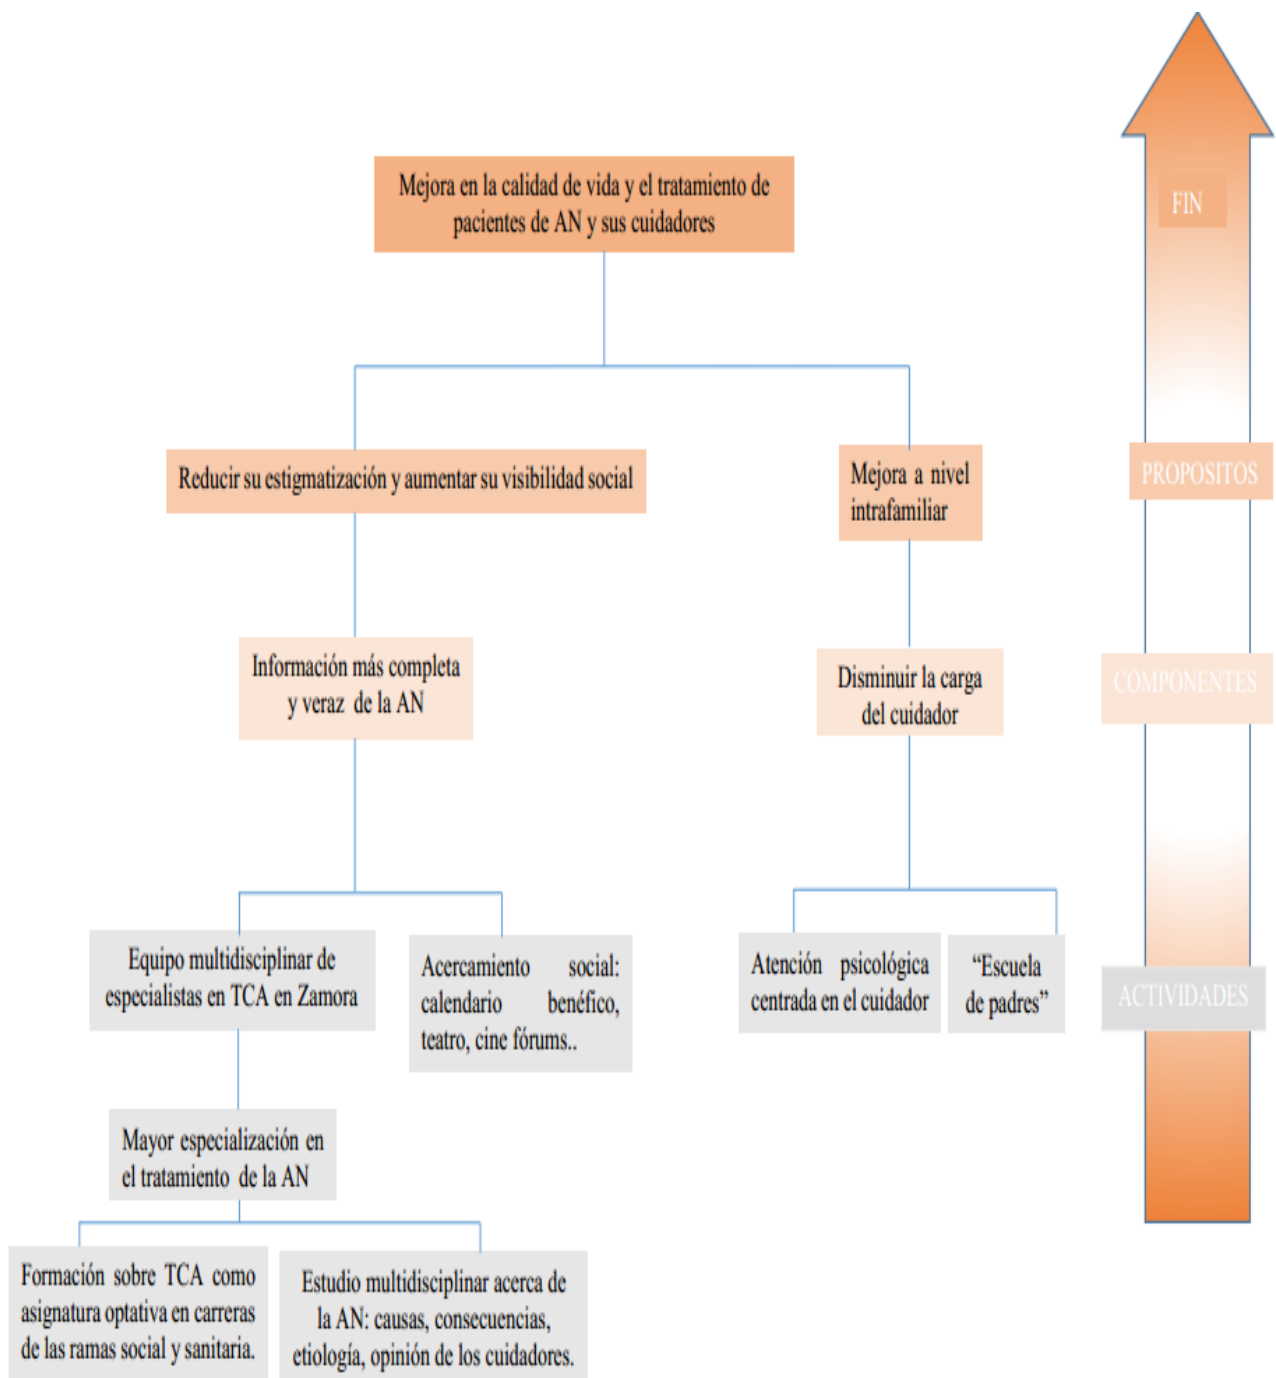 Mejora en la calidad de vida y el tratamiento de
pacientes de AN y sus cuidadores
FIN
Reducir su estigmatización y aumentar su visibilidad social
Mejora a nivel
intrafamiliar
PROPOSITOS
Información más completa
y veraz de la AN
Disminuir la carga
del cuidador
COMPONENTES
Equipo multidisciplinar de
especialistas en TCA en Zamora
Acercamiento social:
calendario benéfico,
teatro, cine fórums..
Atención psicológica
centrada en el cuidador
“Escuela
de padres”
ACTIVIDADES
Mayor especialización en
el tratamiento de la AN
Formación sobre TCA como
asignatura optativa en carreras
de las ramas social y sanitaria.
Estudio multidisciplinar acerca de
la AN: causas, consecuencias,
etiología, opinión de los cuidadores.